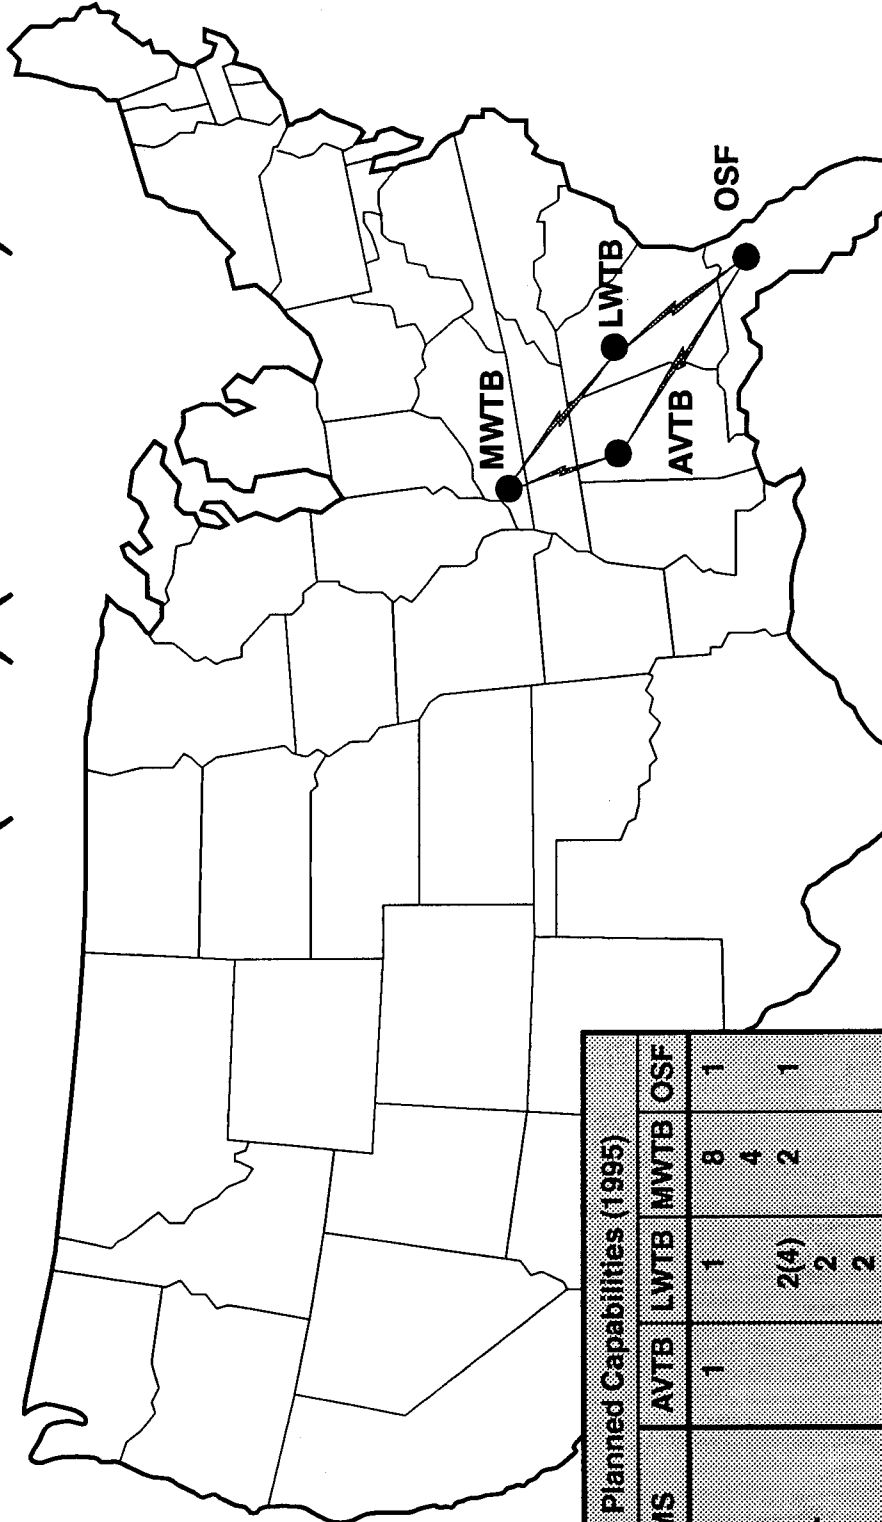 OSF
LWTB
MWTB
AVTB
Planned Capabilities (1995)
AVTB LWTB MWTB OSF
1 1 8 1
4
2(4) 2 1
2
2